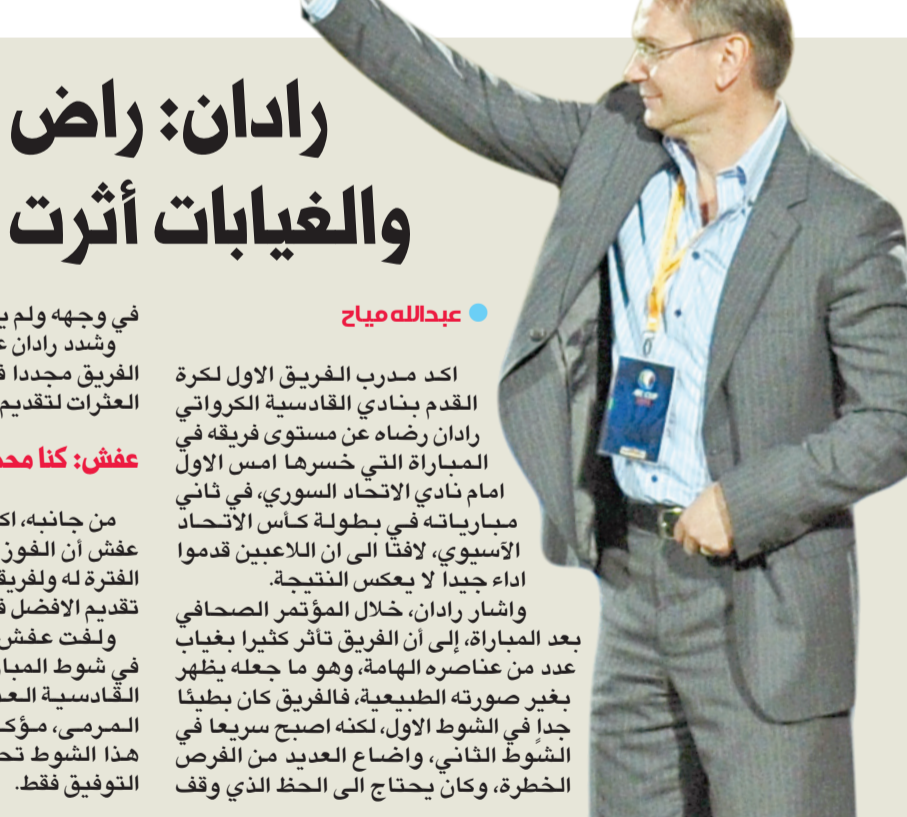 رادان: راض
والغيابات أثرت
عبدالله مياح
اكد مدرب الفريق الاول لكرة
القدم بنادي القادسية الكرواتي
رادان رضاه عن مستوى فريقه في
المباراة التي خسرها امس الاول
امام نادي الاتحاد السوري، في ثاني
مبارياته في بطولة كأس الاتحاد
الآسيوي، لافتا الى ان اللاعبين قدموا
اداء جيدا لا يعكس النتيجة.
واشار رادان، خلال المؤتمر الصحافي
بعد المباراة، إلى أن الفريق تأثر كثيرا بغياب
عدد من عناصره الهامة، وهو ما جعله يظهر
بغير صورته الطبيعية، فالفريق كان بطيئا
جداٍ في الشوط الاول، لكنه اصبح سريعا في
الشوط الثاني، واضاع العديد من الفرص
الخطرة، وكان يحتاج الى الحظ الذي وقف
في وجهه ولم
وشدد رادان
الفريق مجددا
العثرات لتقديم
عفش: كنا
من جانبه،
عفش أن الفوز
الفترة له
تقديم الافضل
ولفت عفش
في شوط
القادسية
المرمى،
هذا الشوط
التوفيق فقط.